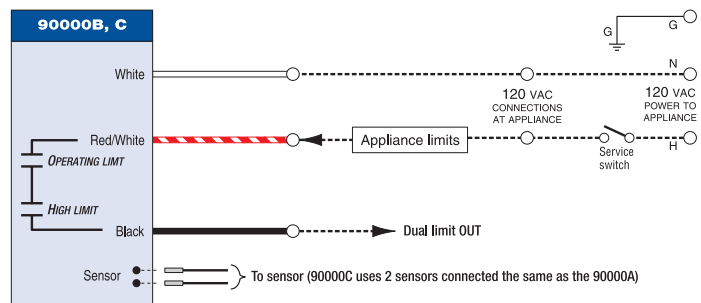 90000B, C
G
G
White
N
120 VAC
CONNECTIONS
AT APPLIANCE
120 VAC
POWER TO
APPLIANCE
Red/White
Appliance limits
H
Service
switch
OPERATING LIMT
HIGH LIMIT
Black
Dual limit OUT
Sensor
To sensor (90000C uses 2 sensors connected the same as the 90000A)